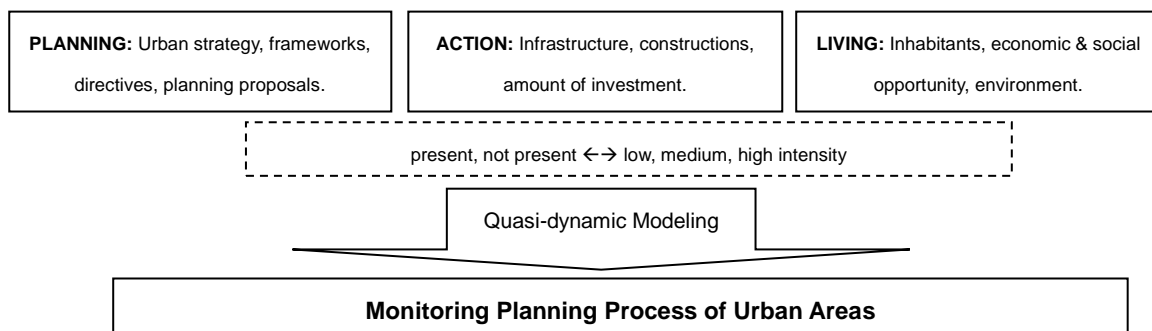 PLANNING: Urban strategy, frameworks,
directives, planning proposals.
ACTION: Infrastructure, constructions,
amount of investment.
LIVING: Inhabitants, economic & social
opportunity, environment.
present, not present ←→ low, medium, high intensity
Quasi-dynamic Modeling
Monitoring Planning Process of Urban Areas